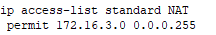 ip access-list standard NAT
 permit 172.16.3.0 0.0.0.255